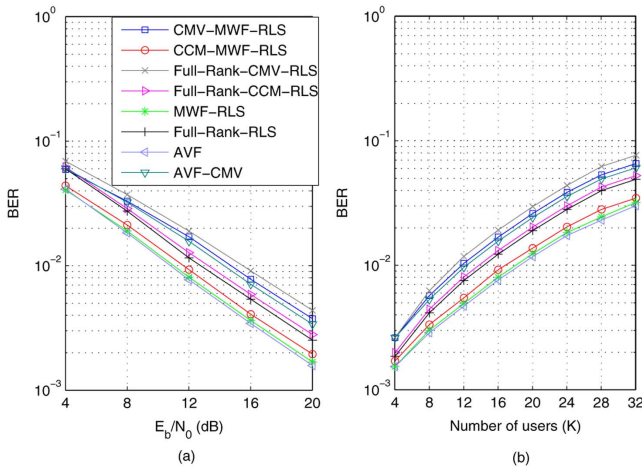 10^0
10^-1
10^-2
10^-3
BER
4 8 12 16 20
E_b/N_0 (dB)
(a)
CMV-MWF-RLS
CCM-MWF-RLS
Full-Rank-CMV-RLS
Full-Rank-CCM-RLS
MWF-RLS
Full-Rank-RLS
AVF
AVF-CMV
10^0
10^-1
10^-2
10^-3
BER
4 8 12 16 20 24 28 32
Number of users (K)
(b)